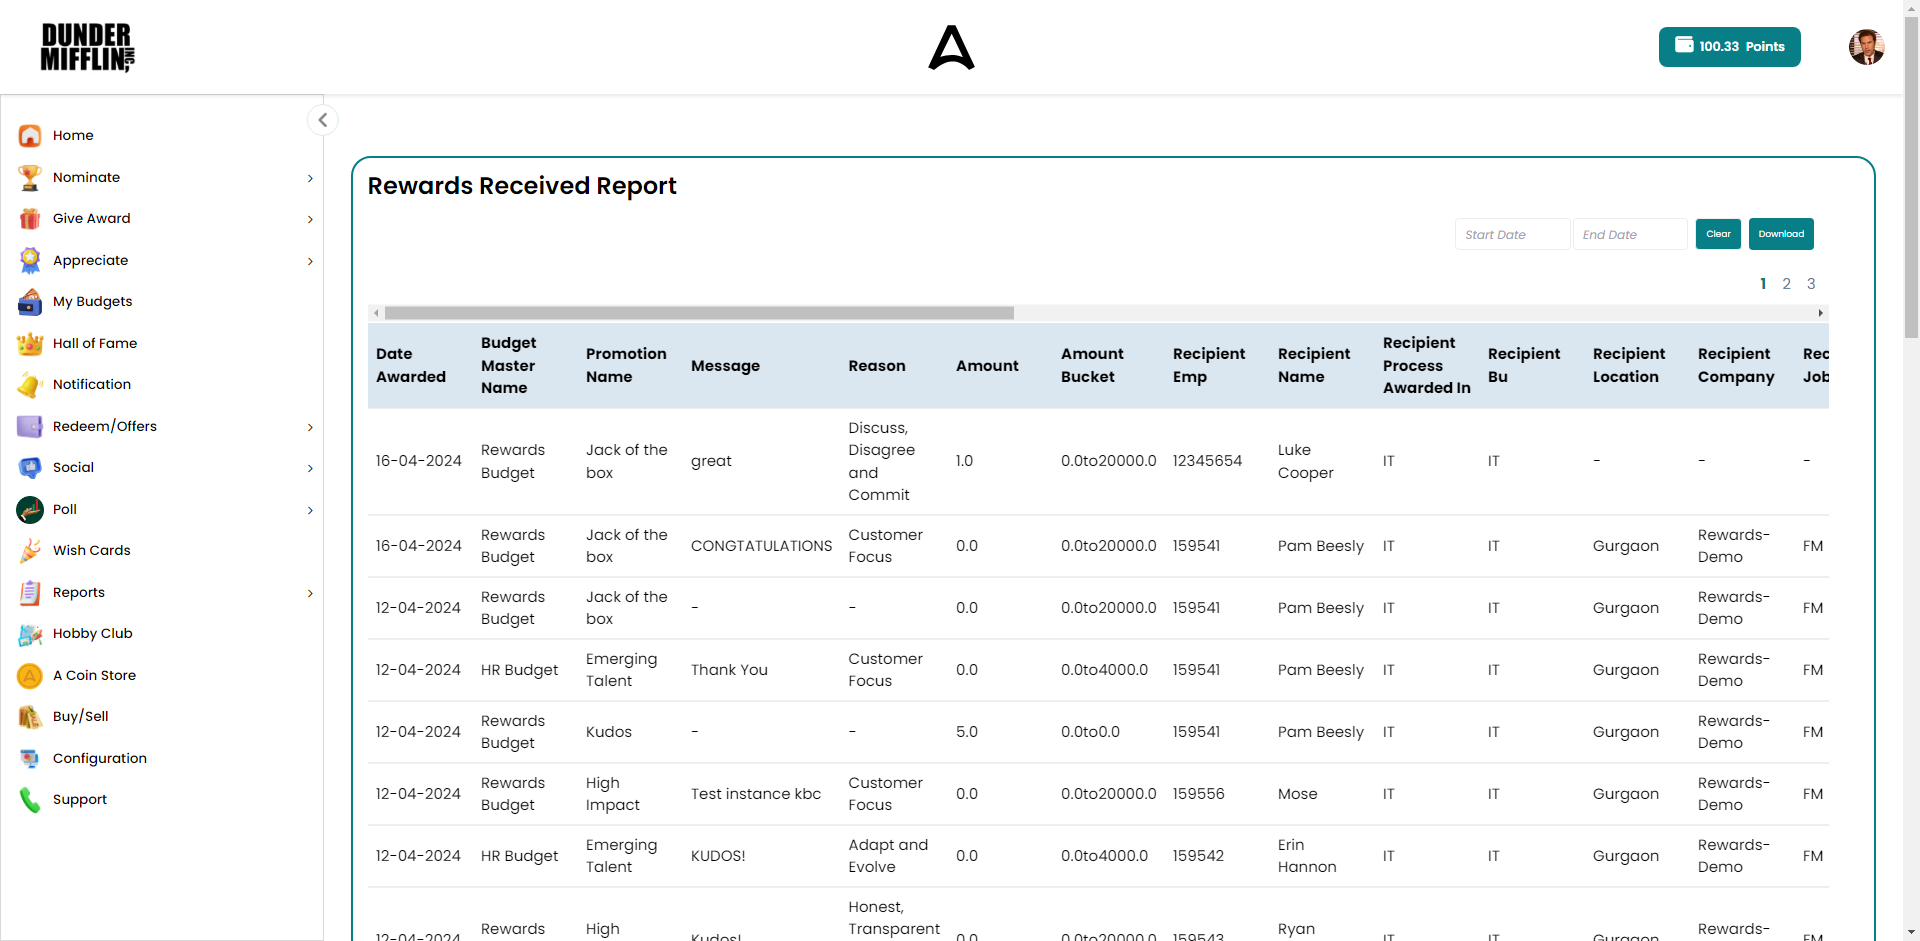 DUNDER
MIFFLIN, INC
100.33 Points
Home
Nominate
Give Award
Appreciate
My Budgets
Hall of Fame
Notification
Redeem/Offers
Social
Poll
Wish Cards
Reports
Hobby Club
A Coin Store
Buy/Sell
Configuration
Support
Rewards Received Report
Start Date End Date Clear Download
1 2 3
Date Awarded Budget Master Name Promotion Name Message Reason Amount Amount Bucket Recipient Emp Recipient Name Recipient Process Awarded In Recipient Bu Recipient Location Recipient Company Rec Job
16-04-2024 Rewards Budget Jack of the box great Discuss, Disagree and Commit 1.0 0.0to20000.0 12345654 Luke Cooper IT IT - - -
16-04-2024 Rewards Budget Jack of the box CONGTATULATIONS Customer Focus 0.0 0.0to20000.0 159541 Pam Beesly IT IT Gurgaon Rewards-Demo FM
12-04-2024 Rewards Budget Jack of the box - - 0.0 0.0to20000.0 159541 Pam Beesly IT IT Gurgaon Rewards-Demo FM
12-04-2024 HR Budget Emerging Talent Thank You Customer Focus 0.0 0.0to4000.0 159541 Pam Beesly IT IT Gurgaon Rewards-Demo FM
12-04-2024 Rewards Budget Kudos - - 5.0 0.0to0.0 159541 Pam Beesly IT IT Gurgaon Rewards-Demo FM
12-04-2024 Rewards Budget High Impact Test instance kbc Customer Focus 0.0 0.0to20000.0 159556 Mose IT IT Gurgaon Rewards-Demo FM
12-04-2024 HR Budget Emerging Talent KUDOS! Adapt and Evolve 0.0 0.0to4000.0 159542 Erin Hannon IT IT Gurgaon Rewards-Demo FM
12-04-2024 Rewards High Kudos! Honest, Transparent 0.0 0.0to20000.0 159543 Ryan IT IT Gurgaon Rewards- FM